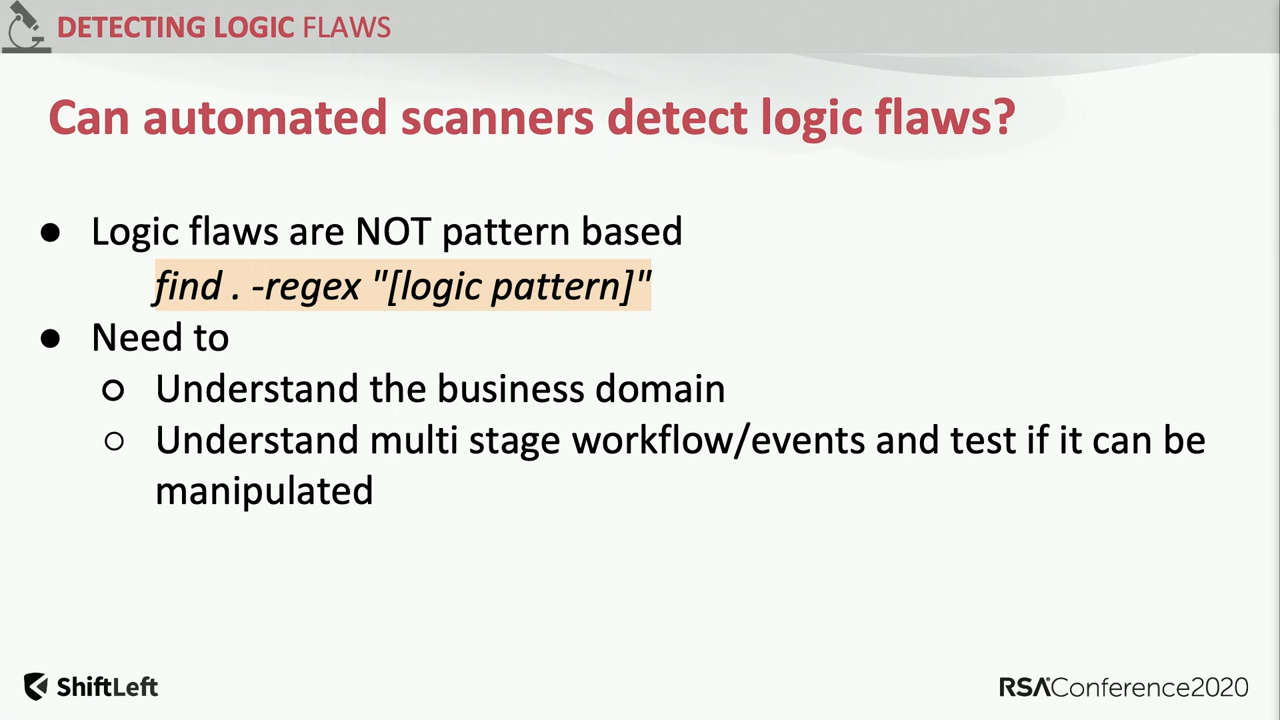 DETECTING LOGIC FLAWS
Can automated scanners detect logic flaws?
● Logic flaws are NOT pattern based
find . -regex "[logic pattern]"
● Need to
○ Understand the business domain
○ Understand multi stage workflow/events and test if it can be
manipulated
ShiftLeft
RSAConference2020